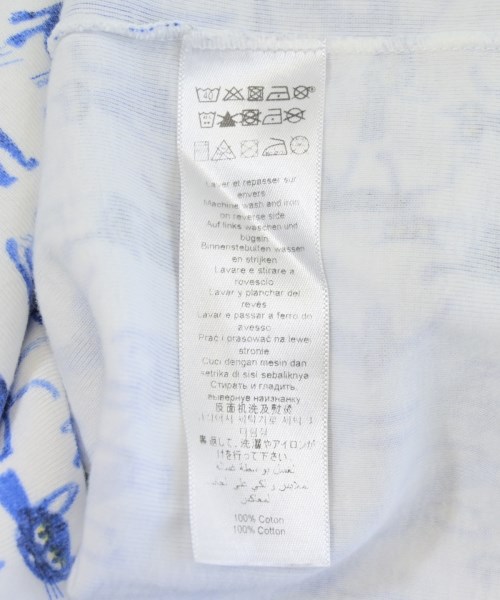 Laver et repasser sur
envers
Machine wash and iron
on reverse side
Auf links waschen und
bugeln
Binnenstebuiten wassen
en strijken
Lavare e stirare a
rovescio
Lavar y planchar del
revés
Lavar e passar a ferro do
avesso
Prać i prasować na lewej
stronie
Cuci dengan mesin dan
setrika di sisi sebaliknya
Стирать и гладить,
вывернув наизнанку
反面机洗及熨烫
裏返して、洗濯やアイロンが
けを行って下さい。
100% Coton
100% Cotton